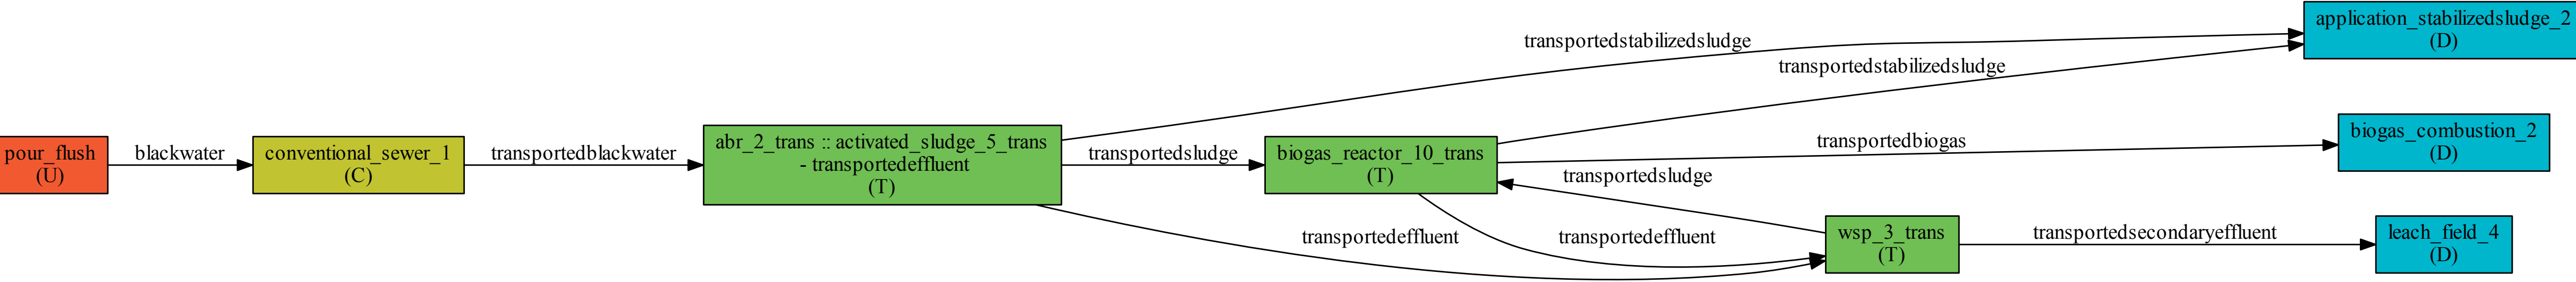 pour_flush
(U)
blackwater
conventional_sewer_1
(C)
transportedblackwater
abr_2_trans :: activated_sludge_5_trans
- transportedeffluent
(T)
transportedstabilizedsludge
transportedsludge
transportedeffluent
biogas_reactor_10_trans
(T)
transportedstabilizedsludge
transportedbiogas
transportedsludge
transportedeffluent
wsp_3_trans
(T)
transportedsecondaryeffluent
application_stabilizedsludge_2
(D)
biogas_combustion_2
(D)
leach_field_4
(D)